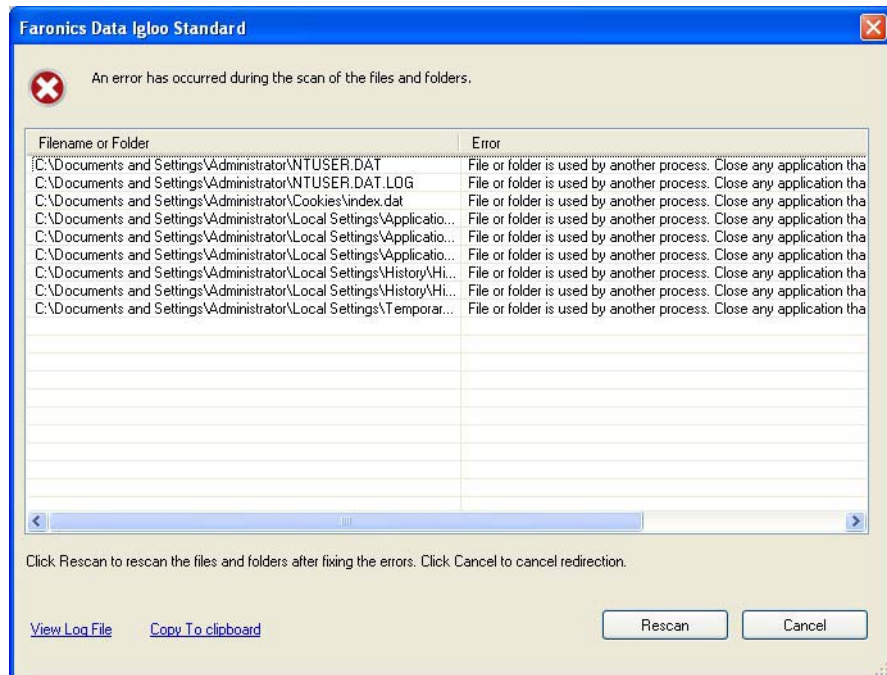 Faronics Data Igloo Standard
An error has occurred during the scan of the files and folders.
Filename or Folder Error
C:\Documents and Settings\Administrator\NTUSER.DAT File or folder is used by another process. Close any application tha
C:\Documents and Settings\Administrator\NTUSER.DAT.LOG File or folder is used by another process. Close any application tha
C:\Documents and Settings\Administrator\Cookies\index.dat File or folder is used by another process. Close any application tha
C:\Documents and Settings\Administrator\Local Settings\Applicatio... File or folder is used by another process. Close any application tha
C:\Documents and Settings\Administrator\Local Settings\Applicatio... File or folder is used by another process. Close any application tha
C:\Documents and Settings\Administrator\Local Settings\Applicatio... File or folder is used by another process. Close any application tha
C:\Documents and Settings\Administrator\Local Settings\History\Hi... File or folder is used by another process. Close any application tha
C:\Documents and Settings\Administrator\Local Settings\History\Hi... File or folder is used by another process. Close any application tha
C:\Documents and Settings\Administrator\Local Settings\Temporar... File or folder is used by another process. Close any application tha
Click Rescan to rescan the files and folders after fixing the errors. Click Cancel to cancel redirection.
View Log File Copy To clipboard Rescan Cancel